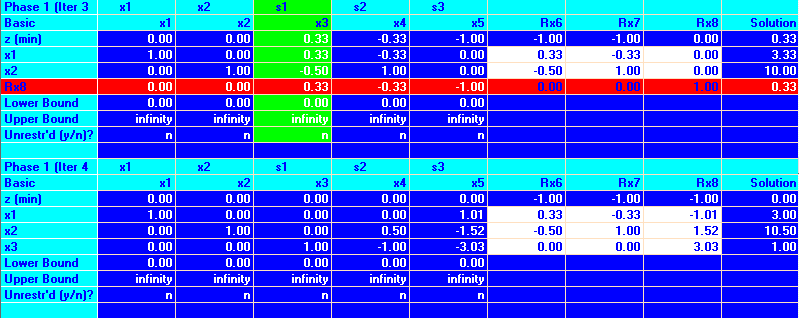 Phase 1 (Iter 3 x1 x2 s1 s2 s3
Basic x1 x2 x3 x4 x5 Rx6 Rx7 Rx8 Solution
z (min) 0.00 0.00 0.33 -0.33 -1.00 -1.00 -1.00 0.00 0.33
x1 1.00 0.00 0.33 -0.33 0.00 0.33 -0.33 0.00 3.33
x2 0.00 1.00 -0.50 1.00 0.00 -0.50 1.00 0.00 10.00
Rx8 0.00 0.00 0.33 -0.33 -1.00 0.00 0.00 1.00 0.33
Lower Bound 0.00 0.00 0.00 0.00 0.00
Upper Bound infinity infinity infinity infinity infinity
Unrestr'd (y/n)? n n n n n
Phase 1 (Iter 4 x1 x2 s1 s2 s3
Basic x1 x2 x3 x4 x5 Rx6 Rx7 Rx8 Solution
z (min) 0.00 0.00 0.00 0.00 0.00 -1.00 -1.00 -1.00 0.00
x1 1.00 0.00 0.00 0.00 1.01 0.33 -0.33 -1.01 3.00
x2 0.00 1.00 0.00 0.50 -1.52 -0.50 1.00 1.52 10.50
x3 0.00 0.00 1.00 -1.00 -3.03 0.00 0.00 3.03 1.00
Lower Bound 0.00 0.00 0.00 0.00 0.00
Upper Bound infinity infinity infinity infinity infinity
Unrestr'd (y/n)? n n n n n